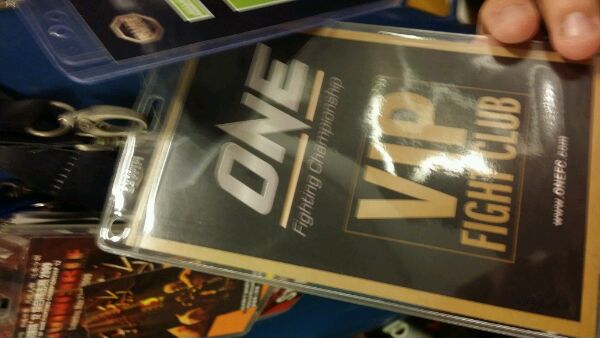 ONE
Fighting Championship
VIP
FIGHT CLUB
www.ONEFC.com